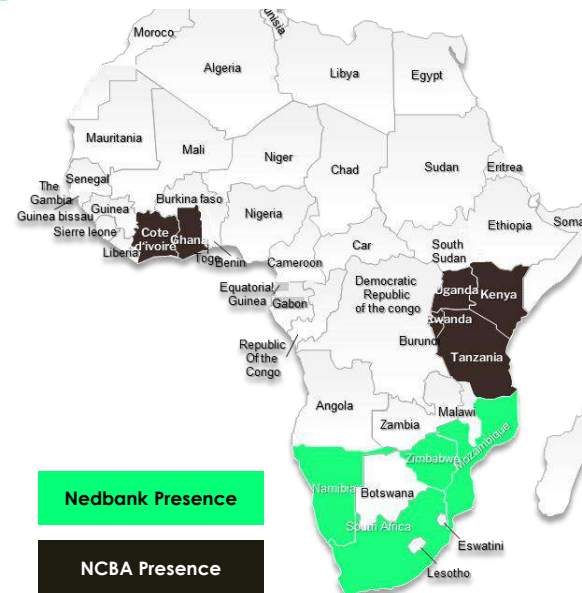 Moroco
unisia
Algeria
Libya
Egypt
Mauritania
Mali
Niger
Chad
Sudan
Eritrea
The
Gambia
Senegal
Guinea bissau
Guinea
Sierre leone
Liberia
Cote
d'ivoire
Burkina faso
Ghana
Togo
Benin
Nigeria
Cameroon
Car
South
Sudan
Ethiopia
Soma
Equatorial
Guinea
Gabon
Republic
Of the
Congo
Democratic
Republic
of the congo
Uganda
Kenya
Rwanda
Burundi
Tanzania
Angola
Zambia
Malawi
Mozambique
Zimbabwe
Namibia
Botswana
South Africa
Eswatini
Lesotho
Nedbank Presence
NCBA Presence